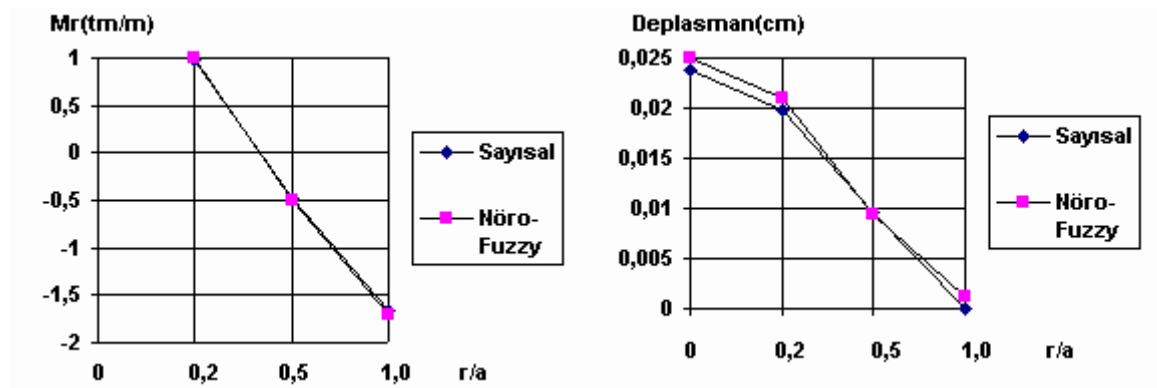 Mr(tm/m)
1
0,5
0
-0,5
-1
-1,5
-2
0 0,2 0,5 1,0 r/a
Sayısal
Nöro-
Fuzzy
Deplasman(cm)
0,025
0,02
0,015
0,01
0,005
0
0 0,2 0,5 1,0 r/a
Sayısal
Nöro-
Fuzzy